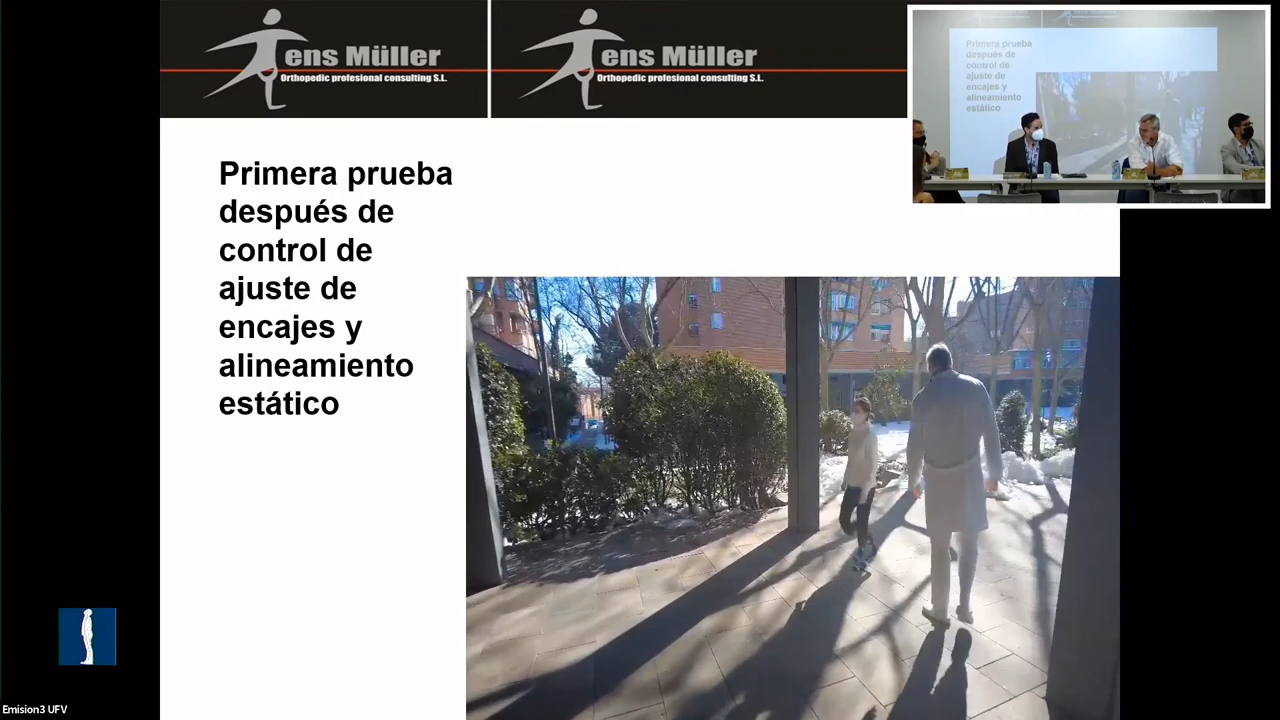 ens Müller
Orthopedic profesional consulting S.L.
ens Müller
Orthopedic profesional consulting S.L.
Primera prueba
después de
control de
ajuste de
encajes y
alineamiento
estático
Primera prueba
después de
control de
ajuste de
encajes y
alineamiento
estático
Emision3 UFV